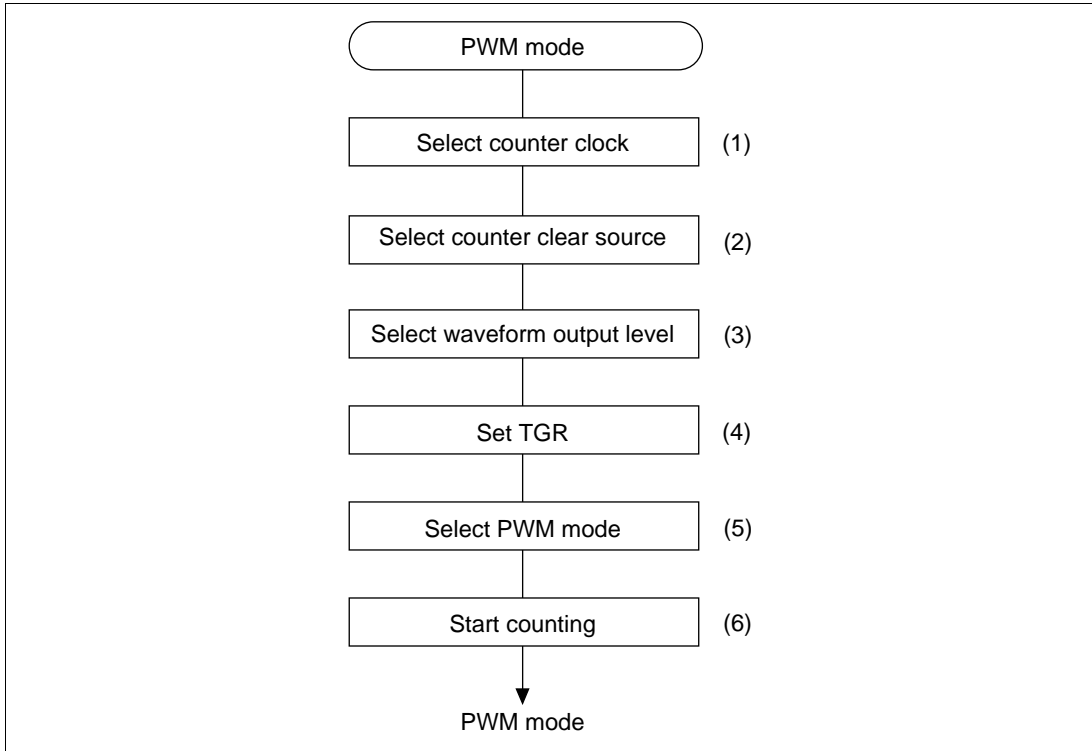 PWM mode
Select counter clock (1)
Select counter clear source (2)
Select waveform output level (3)
Set TGR (4)
Select PWM mode (5)
Start counting (6)
PWM mode